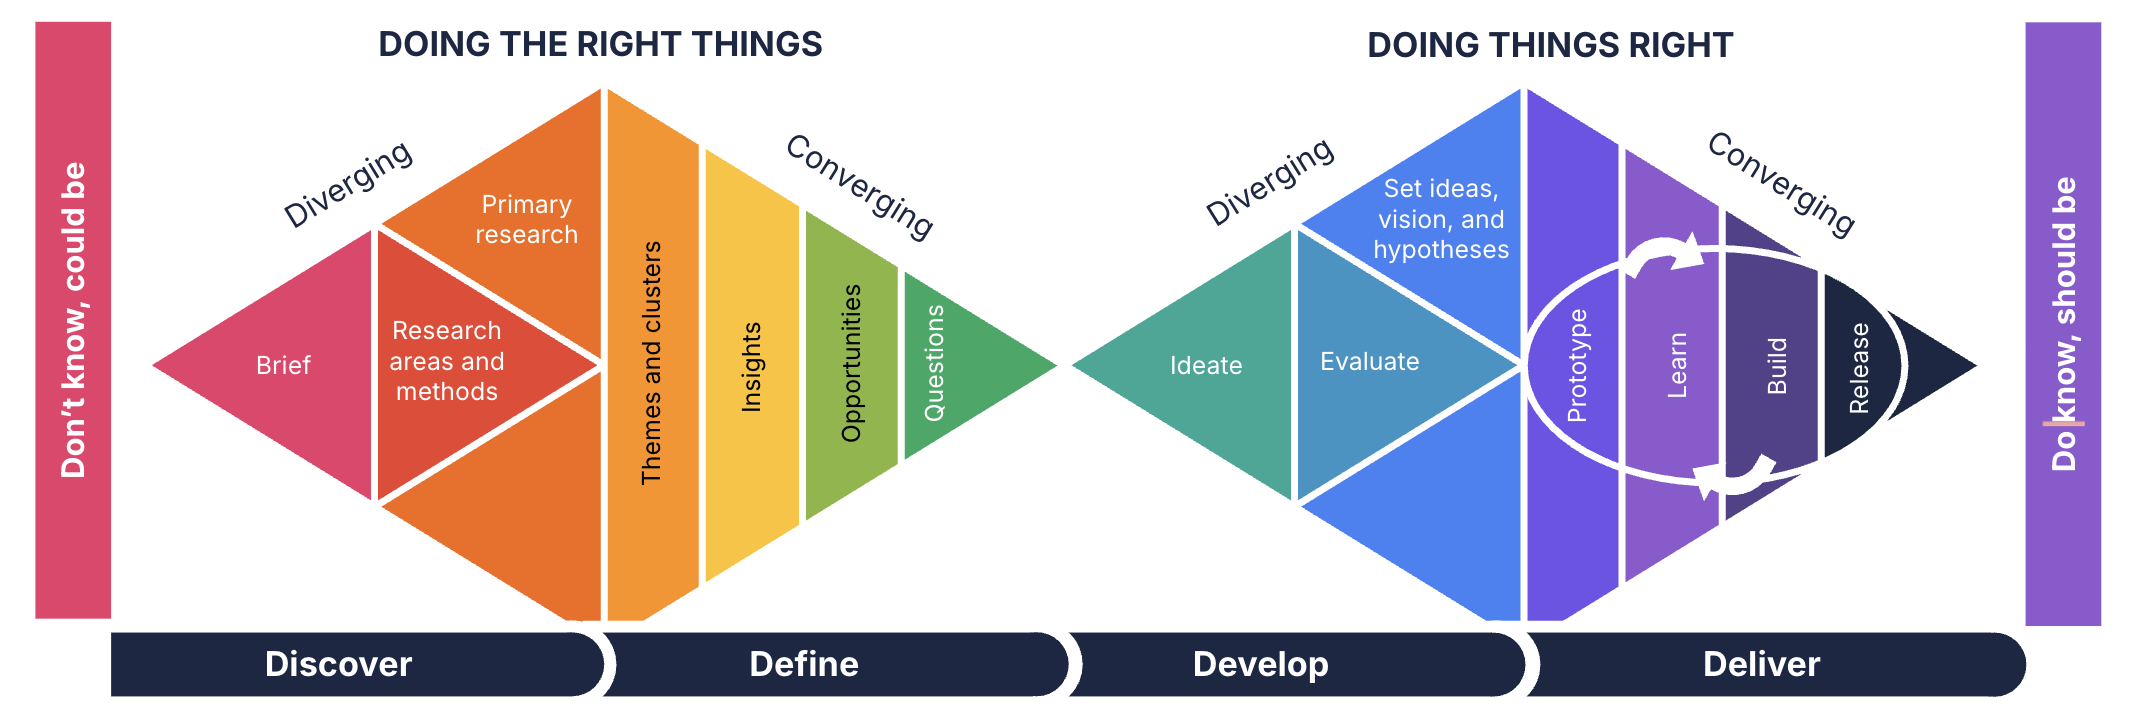 DOING THE RIGHT THINGS
DOING THINGS RIGHT
Don't know, could be
Diverging
Converging
Brief
Research
areas and
methods
Primary
research
Themes and clusters
Insights
Opportunities
Questions
Diverging
Converging
Ideate
Evaluate
Set ideas,
vision, and
hypotheses
Prototype
Learn
Build
Release
Do know, should be
Discover
Define
Develop
Deliver